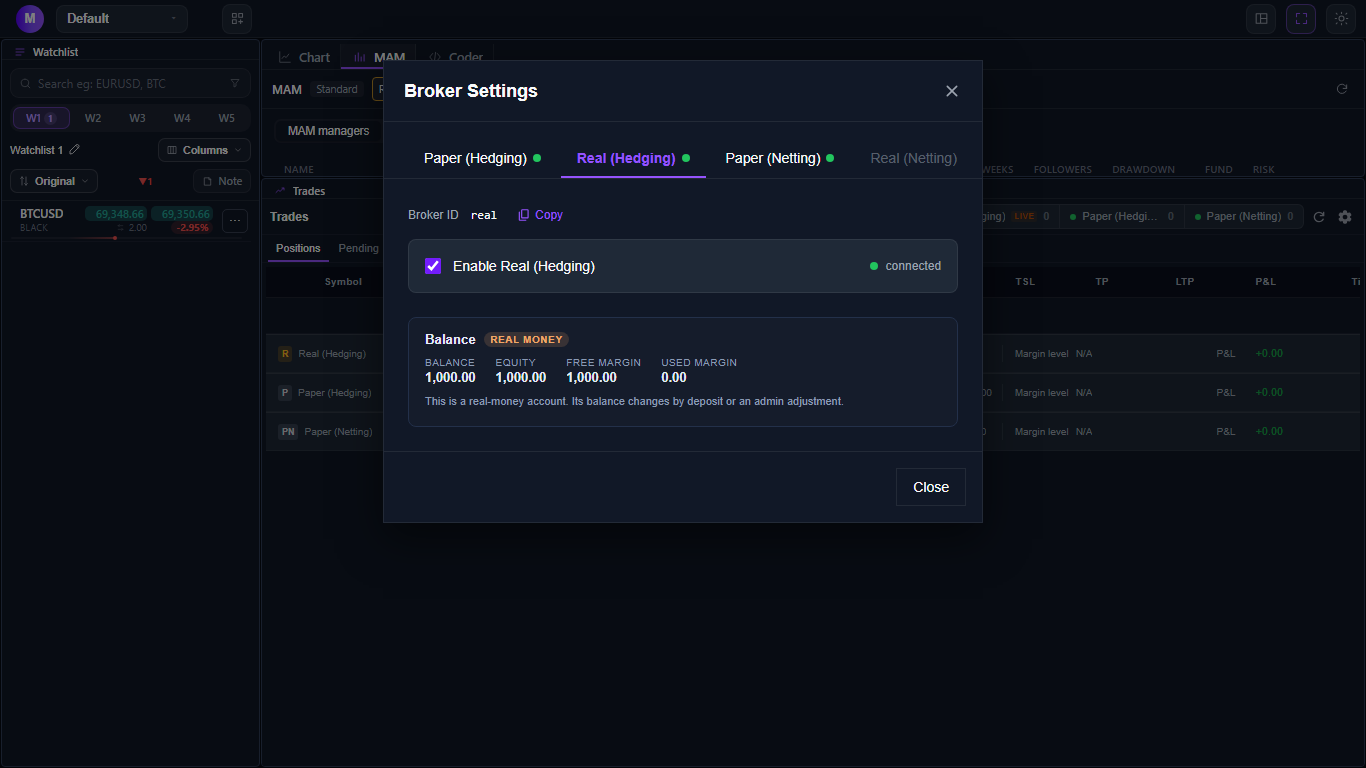 M Default
Watchlist
Search eg: EURUSD, BTC
W1 1 W2 W3 W4 W5
Watchlist 1 Columns
Original ▼1 Note
BTCUSD 69,348.66 69,350.66 ...
BLACK 2.00 -2.95%
Chart MAM Coder
MAM Standard
MAM managers
NAME WEEKS FOLLOWERS DRAWDOWN FUND RISK
Trades
Trades ging) LIVE 0 Paper (Hedgi... 0 Paper (Netting) 0
Positions Pending
Symbol TSL TP LTP P&L Ti
R Real (Hedging) Margin level N/A P&L +0.00
P Paper (Hedging) 00 Margin level N/A P&L +0.00
PN Paper (Netting) 0 Margin level N/A P&L +0.00
Broker Settings
Paper (Hedging) Real (Hedging) Paper (Netting) Real (Netting)
Broker ID real Copy
Enable Real (Hedging) connected
Balance REAL MONEY
BALANCE EQUITY FREE MARGIN USED MARGIN
1,000.00 1,000.00 1,000.00 0.00
This is a real-money account. Its balance changes by deposit or an admin adjustment.
Close